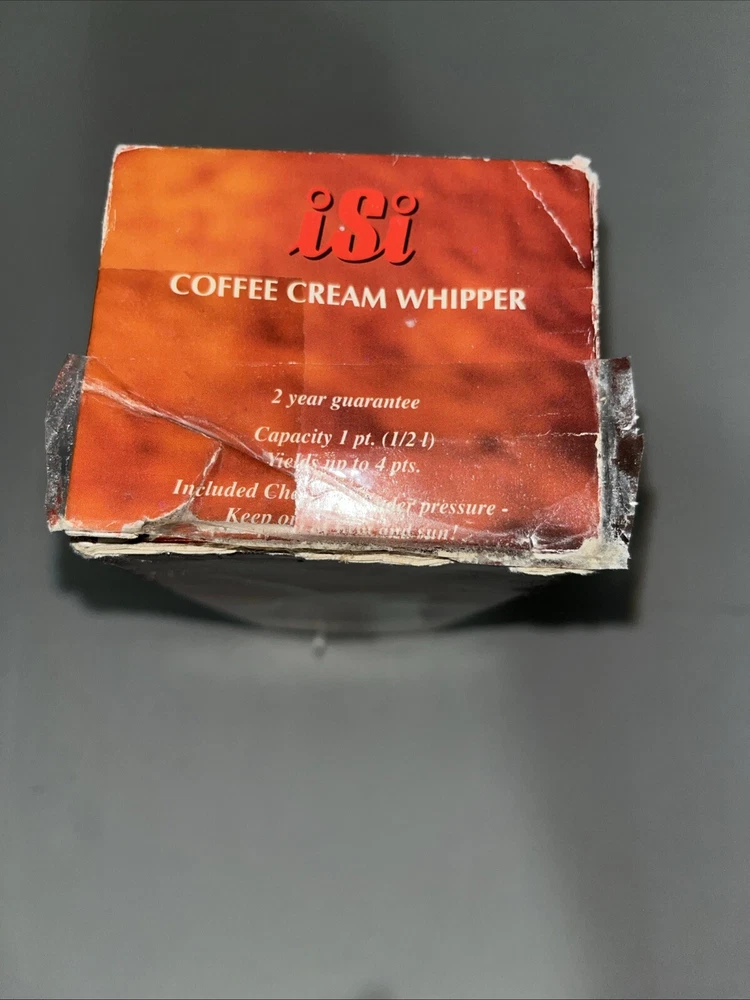 iSi
COFFEE CREAM WHIPPER
2 year guarantee
Capacity 1 pt. (1/2 l)
Yields up to 4 pts.
Included pressure -
Keep and sun!